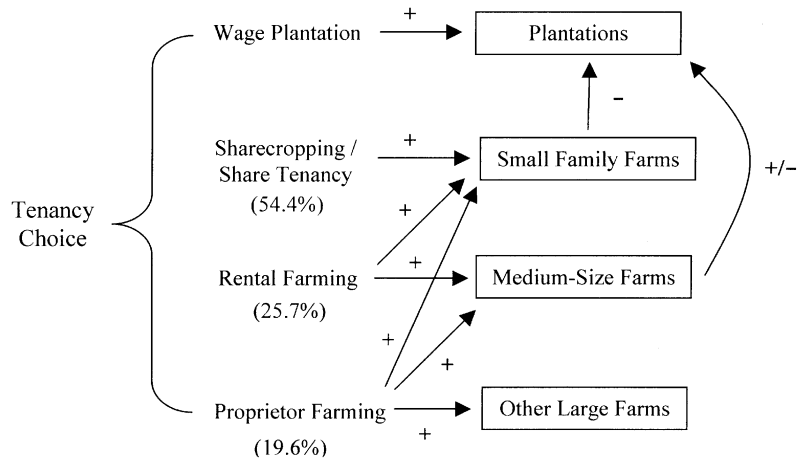 Wage Plantation
+
Plantations
–
Sharecropping /
Share Tenancy
(54.4%)
+
Small Family Farms
+/–
Tenancy
Choice
+
Rental Farming
(25.7%)
+
Medium-Size Farms
+
+
Proprietor Farming
(19.6%)
+
Other Large Farms